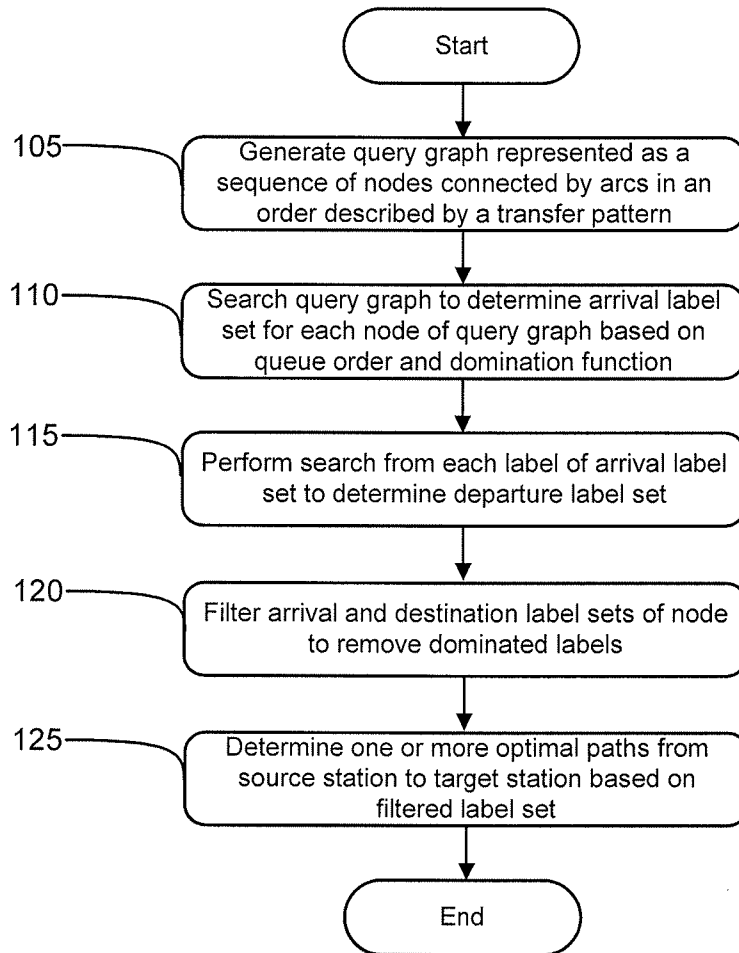 Start
105
Generate query graph represented as a
sequence of nodes connected by arcs in an
order described by a transfer pattern
110
Search query graph to determine arrival label
set for each node of query graph based on
queue order and domination function
115
Perform search from each label of arrival label
set to determine departure label set
120
Filter arrival and destination label sets of node
to remove dominated labels
125
Determine one or more optimal paths from
source station to target station based on
filtered label set
End